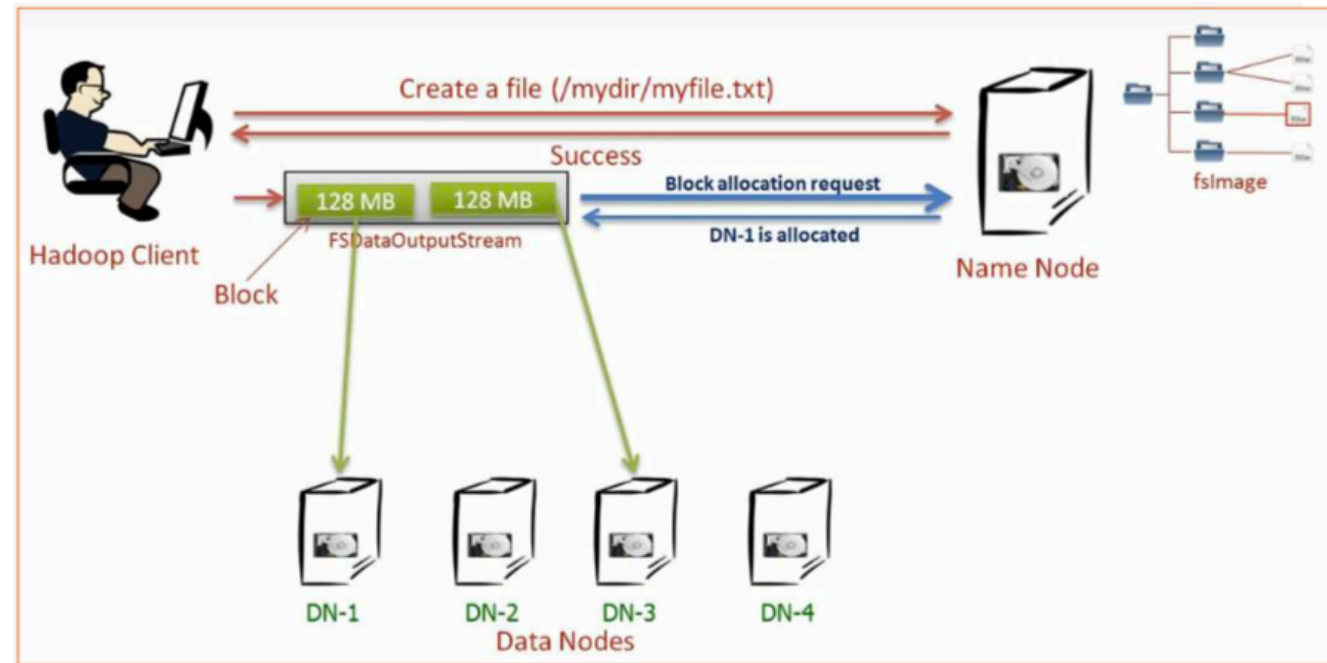 Create a file (/mydir/myfile.txt)
Success
128 MB
128 MB
FSDataOutputStream
Block allocation request
DN-1 is allocated
fsImage
Hadoop Client
Block
Name Node
DN-1
DN-2
DN-3
DN-4
Data Nodes